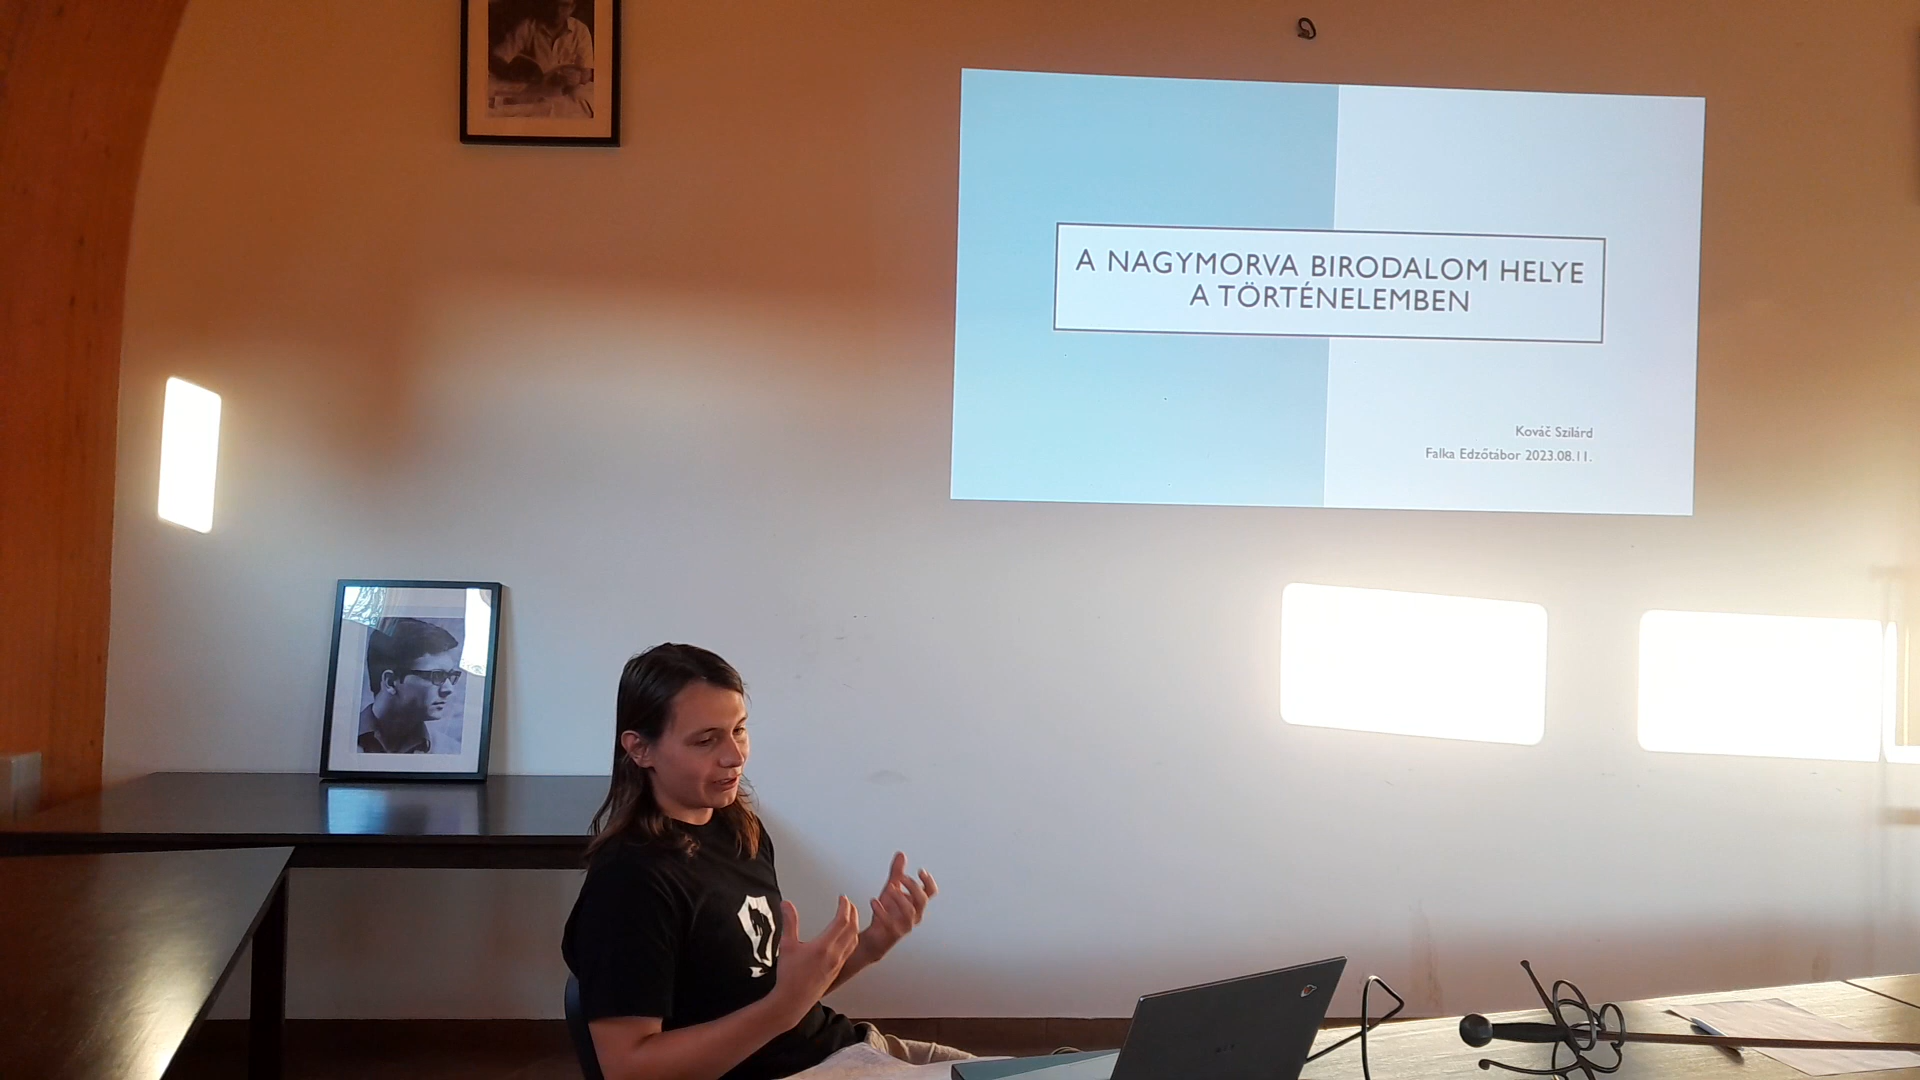 A NAGYMORVA BIRODALOM HELYE
A TÖRTÉNELEMBEN
Kováč Szilárd
Falka Edzőtábor 2023.08.11.